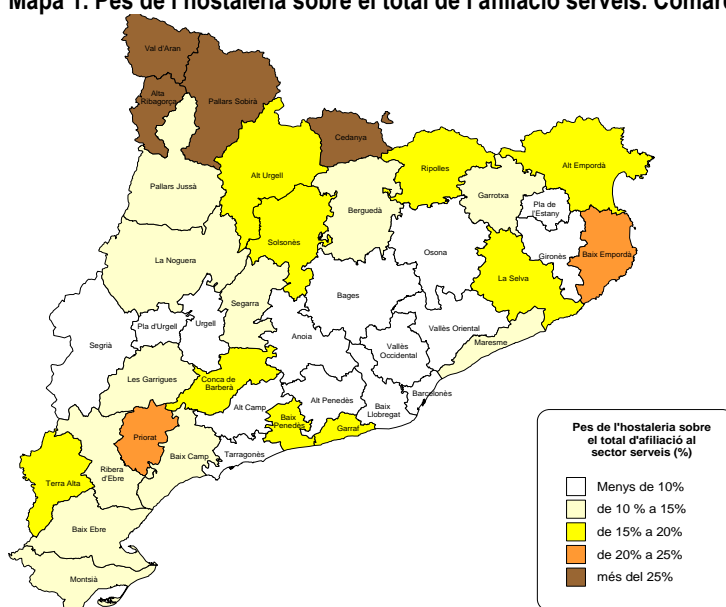 Mapa 1. Pes de l'hostaleria sobre el total de l'afiliació serveis. Comar
Val d'Aran
Alta
Ribagorça
Pallars Sobirà
Cedanya
Alt Urgell
Ripolles
Alt Empordà
Pallars Jussà
Berguedà
Garrotxa
Pla de
l'Estany
Solsonès
Osona
Gironès
Baix Empordà
La Noguera
La Selva
Segarra
Bages
Segrià
Pla d'Urgell
Urgell
Anoia
Vallès Oriental
Vallès
Occidental
Maresme
Les Garrigues
Conca de
Barberà
Alt Camp
Alt Penedès
Baix
Llobregat
Barcelonès
Priorat
Baix
Penedès
Garraf
Terra Alta
Ribera
d'Ebre
Baix Camp
Tarragonès
Baix Ebre
Montsià
Pes de l'hostaleria sobre
el total d'afiliació al
sector serveis (%)
Menys de 10%
de 10 % a 15%
de 15% a 20%
de 20% a 25%
més del 25%